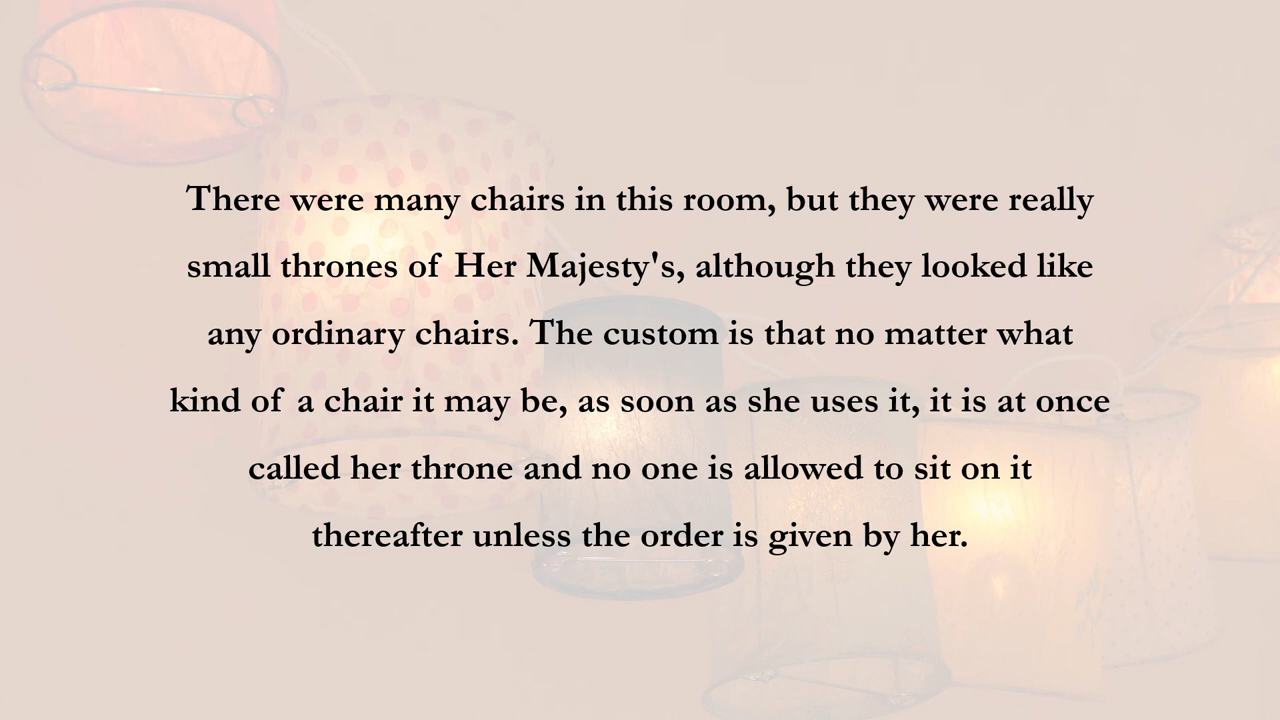 There were many chairs in this room, but they were really
small thrones of Her Majesty's, although they looked like
any ordinary chairs. The custom is that no matter what
kind of a chair it may be, as soon as she uses it, it is at once
called her throne and no one is allowed to sit on it
thereafter unless the order is given by her.